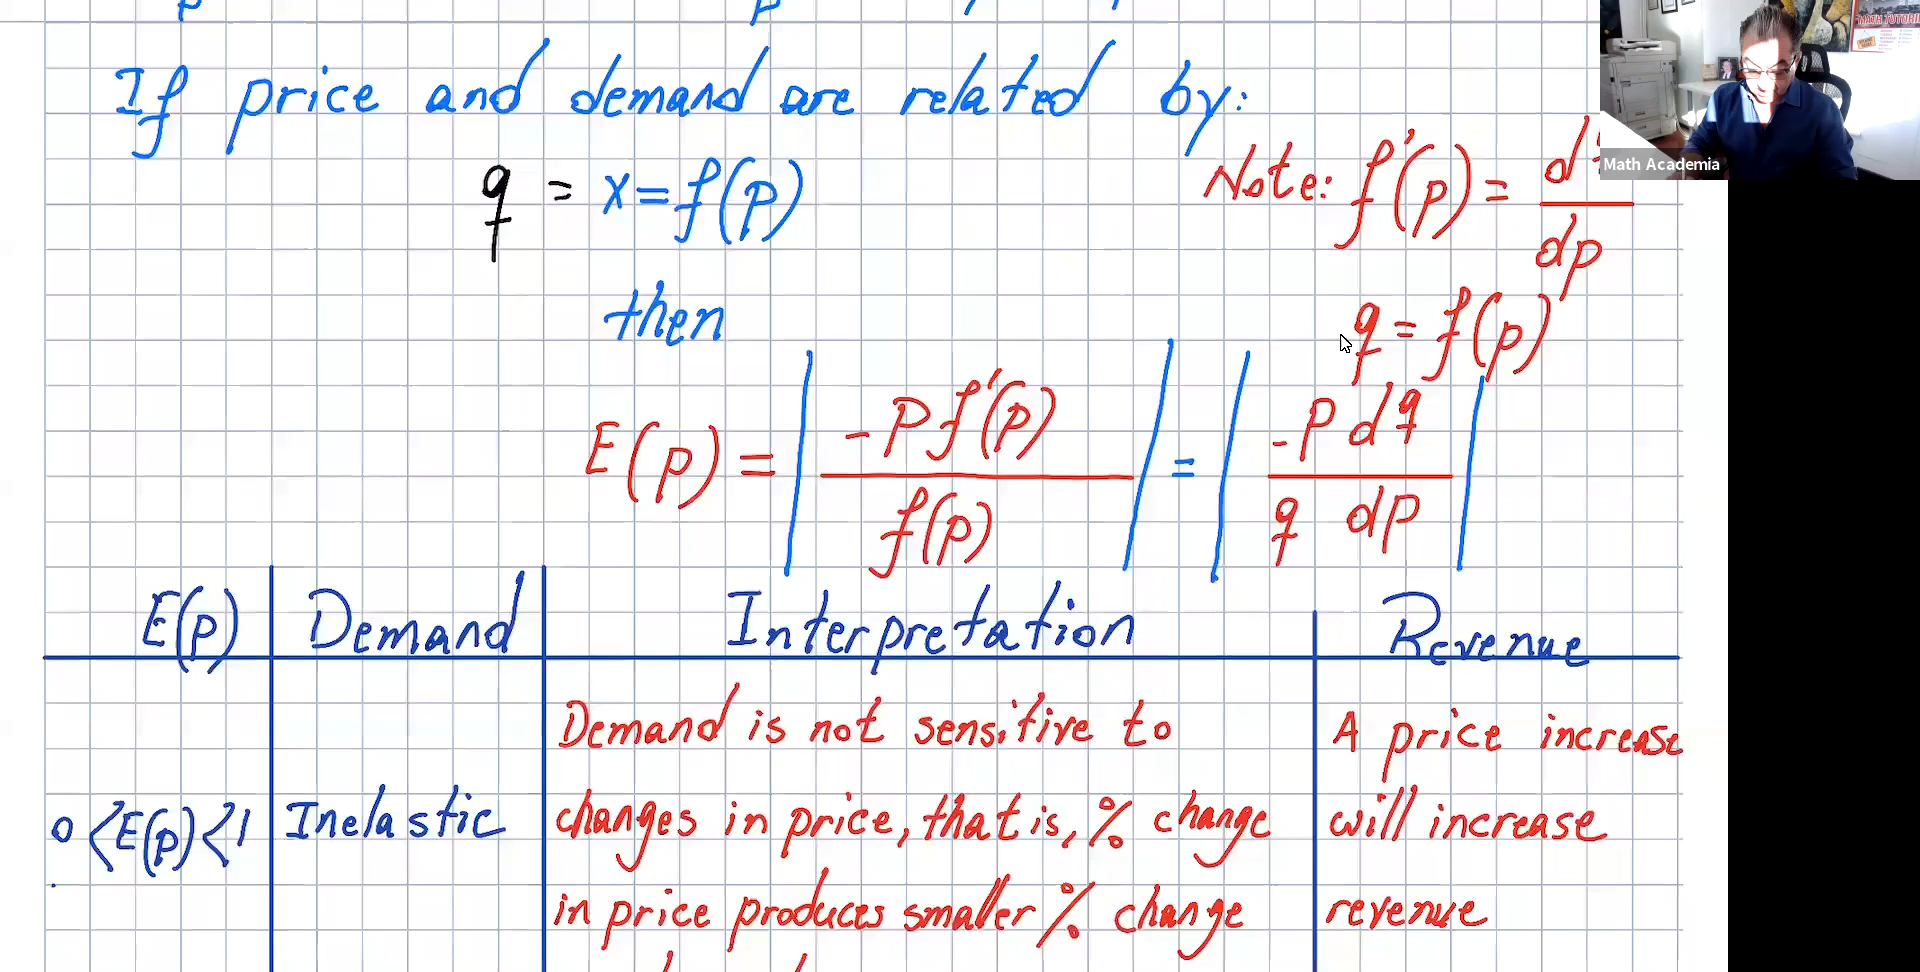 If price and demand are related by:
q = x = f(p)
Note: f'(p) = d
dp
then
q = f(p)
E(p) = | -P f'(p) / f(p) | = | -P dq / q dp |
E(p) Demand Interpretation Revenue
0 < E(p) < 1 Inelastic
Demand is not sensitive to
changes in price, that is, % change
in price produces smaller % change
A price increase
will increase
revenue
Math Academia
MATH TUTORI